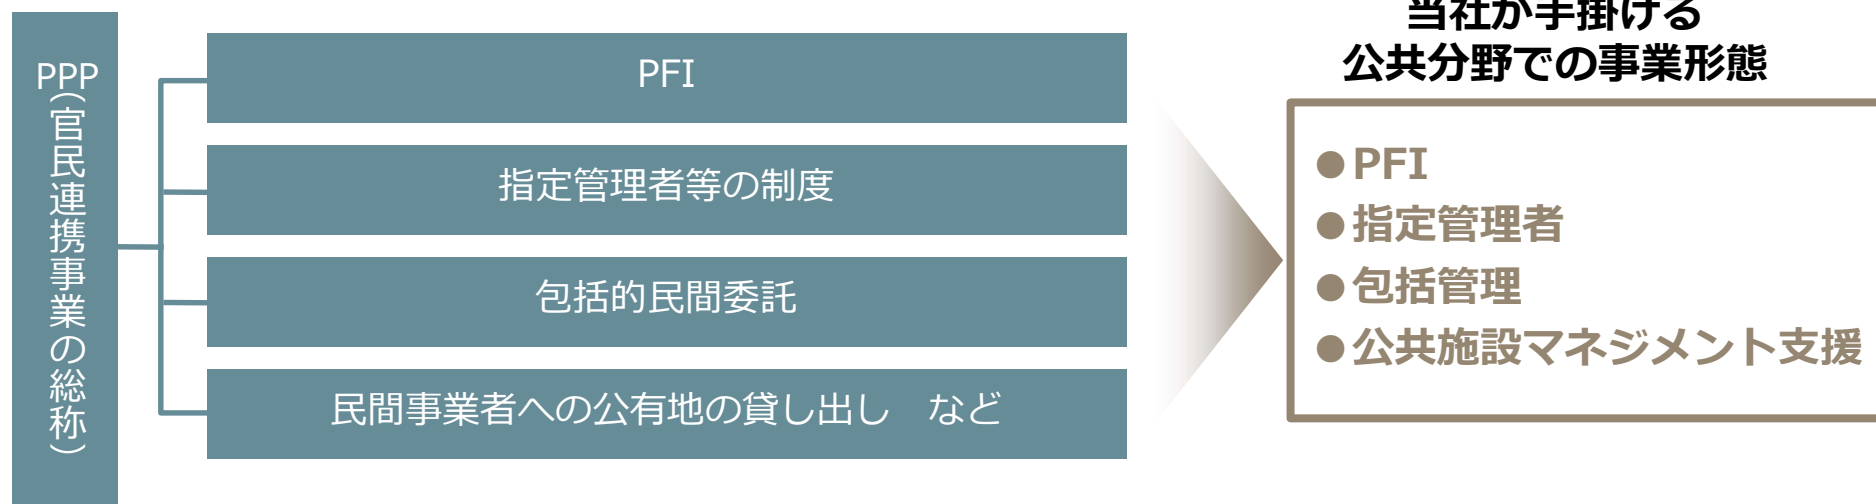 PPP(官民連携事業の総称)
PFI
指定管理者等の制度
包括的民間委託
民間事業者への公有地の貸し出し　など
当社が手掛ける
公共分野での事業形態
●PFI
●指定管理者
●包括管理
●公共施設マネジメント支援